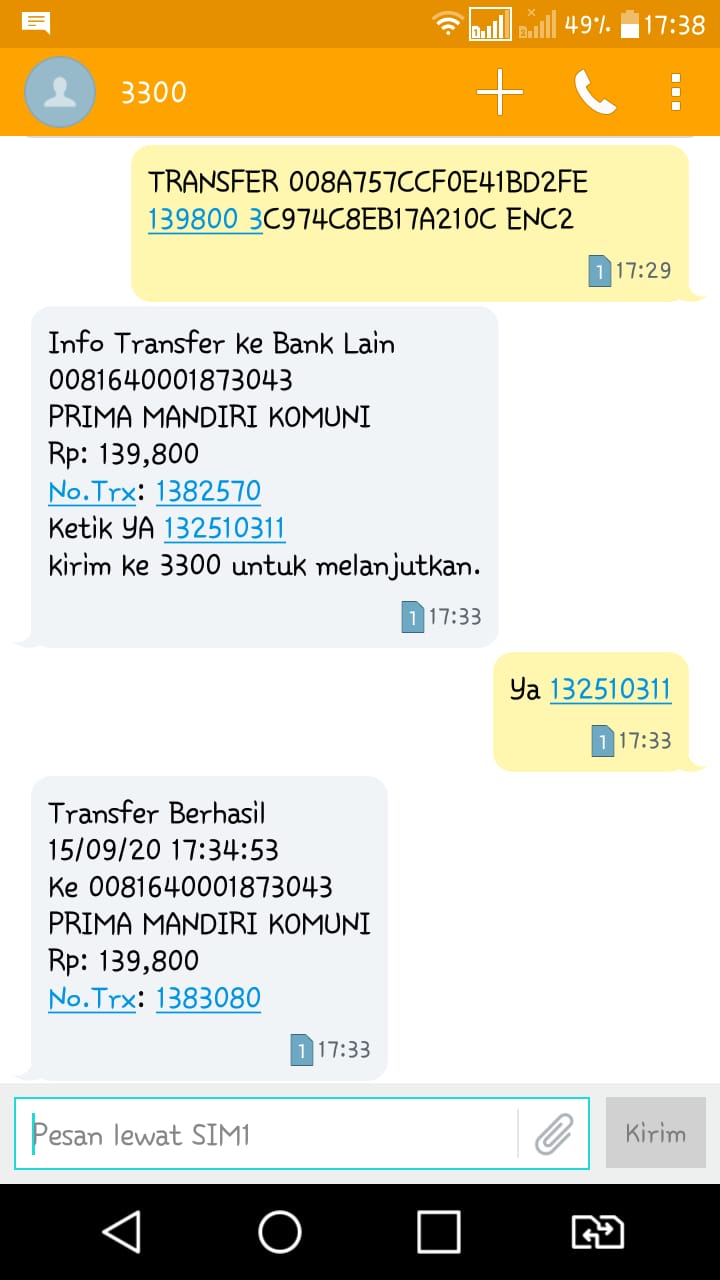 49% 17:38
3300
TRANSFER 008A757CCF0E41BD2FE
139800 3C974C8EB17A210C ENC2
1 17:29
Info Transfer ke Bank Lain
0081640001873043
PRIMA MANDIRI KOMUNI
Rp: 139,800
No.Trx: 1382570
Ketik YA 132510311
kirim ke 3300 untuk melanjutkan.
1 17:33
Ya 132510311
1 17:33
Transfer Berhasil
15/09/20 17:34:53
Ke 0081640001873043
PRIMA MANDIRI KOMUNI
Rp: 139,800
No.Trx: 1383080
1 17:33
Pesan lewat SIM1
Kirim